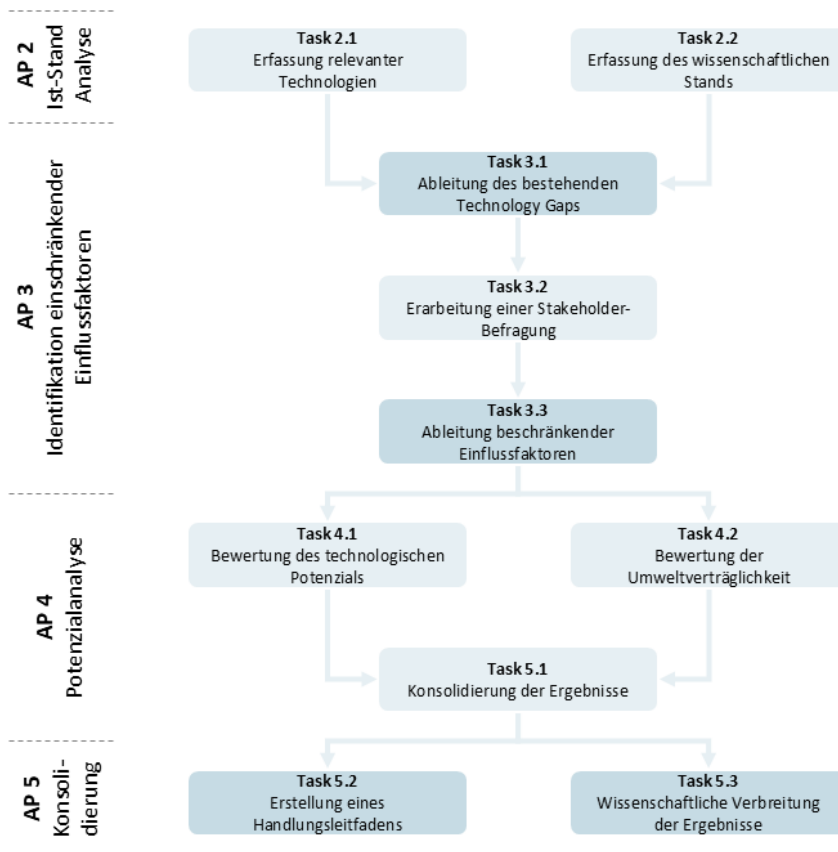 AP 2
Ist-Stand
Analyse
Task 2.1
Erfassung relevanter
Technologien
Task 2.2
Erfassung des wissenschaftlichen
Stands
AP 3
Identifikation einschränkender
Einflussfaktoren
Task 3.1
Ableitung des bestehenden
Technology Gaps
Task 3.2
Erarbeitung einer Stakeholder-
Befragung
Task 3.3
Ableitung beschränkender
Einflussfaktoren
AP 4
Potenzialanalyse
Task 4.1
Bewertung des technologischen
Potenzials
Task 4.2
Bewertung der
Umweltverträglichkeit
Task 5.1
Konsolidierung der Ergebnisse
AP 5
Konsoli-
dierung
Task 5.2
Erstellung eines
Handlungsleitfadens
Task 5.3
Wissenschaftliche Verbreitung
der Ergebnisse